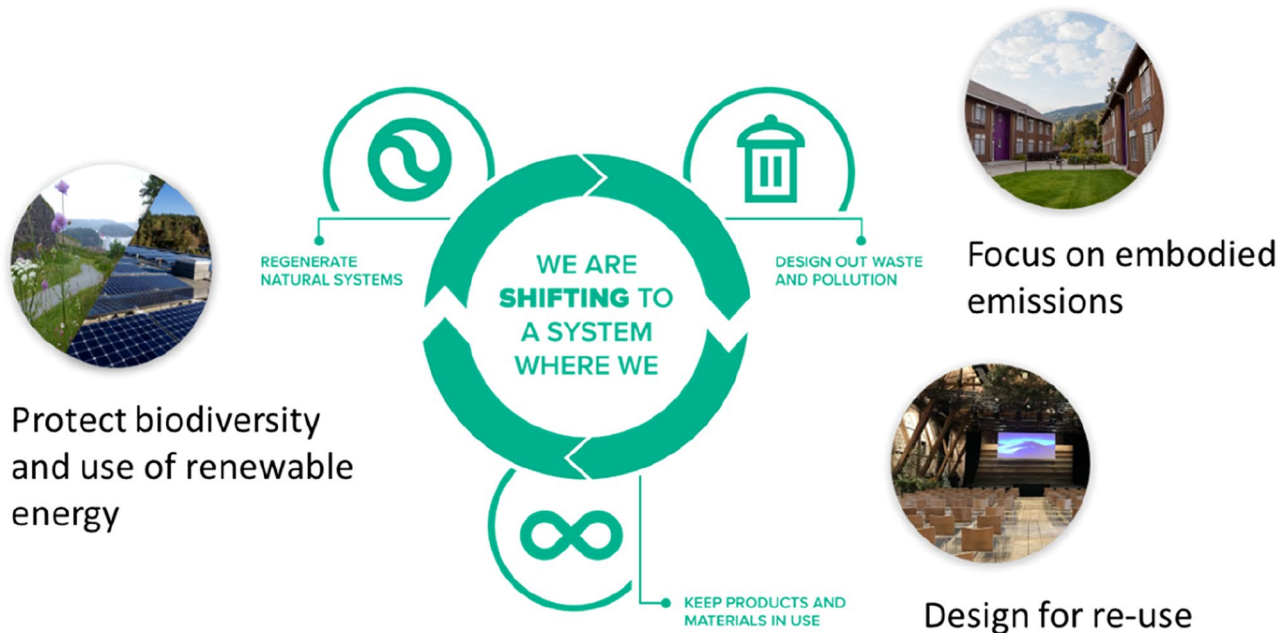 WE ARE
SHIFTING TO
A SYSTEM
WHERE WE
REGENERATE
NATURAL SYSTEMS
DESIGN OUT WASTE
AND POLLUTION
KEEP PRODUCTS AND
MATERIALS IN USE
Protect biodiversity
and use of renewable
energy
Focus on embodied
emissions
Design for re-use